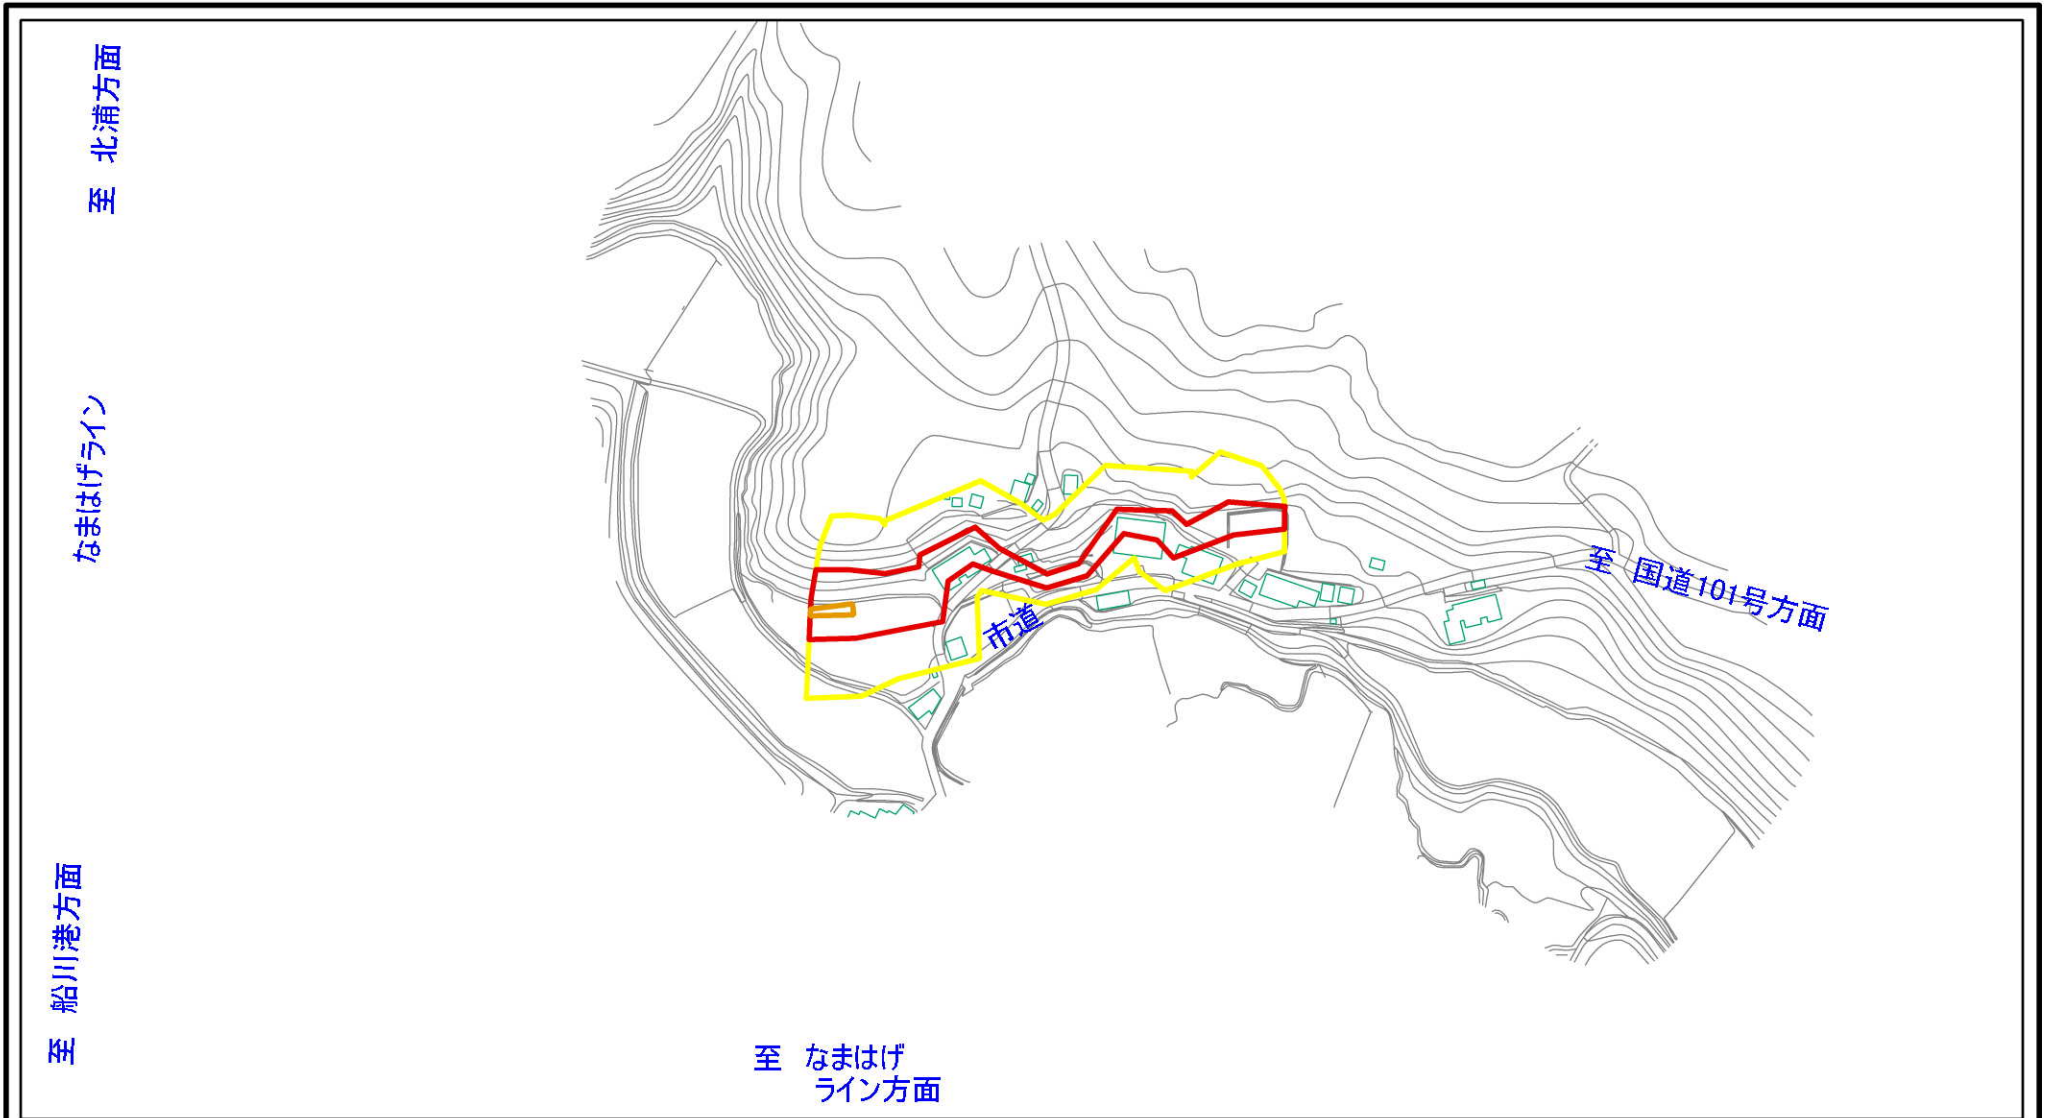 至　北浦方面
なまはげライン
至　国道101号方面
市道
至　船川港方面
至　なまはげ
ライン方面